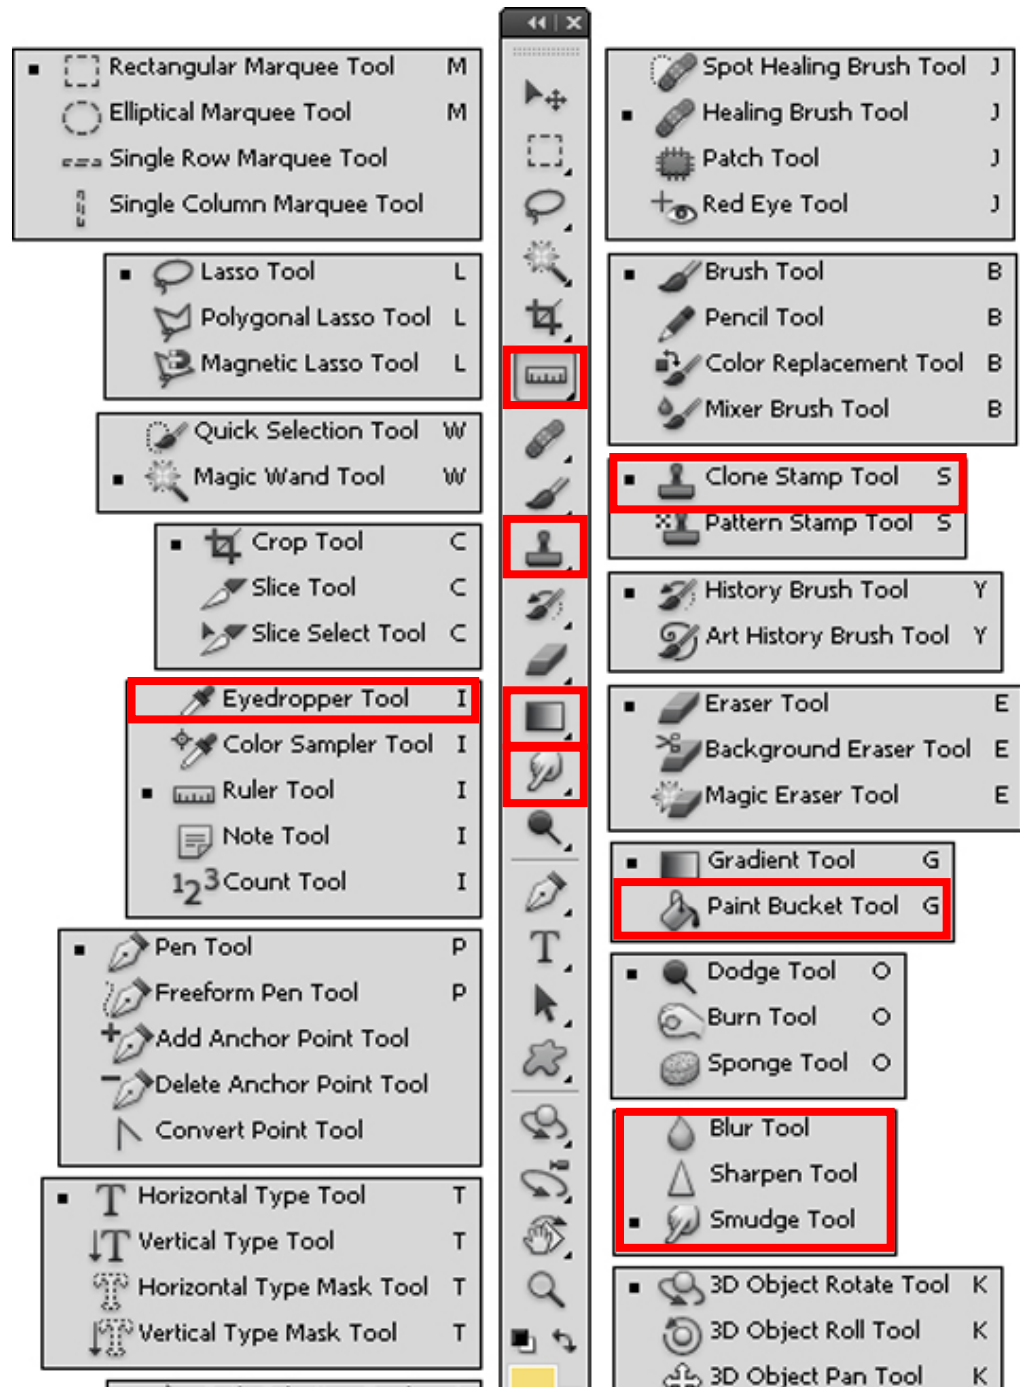 Rectangular Marquee Tool M
Elliptical Marquee Tool M
Single Row Marquee Tool
Single Column Marquee Tool
Lasso Tool L
Polygonal Lasso Tool L
Magnetic Lasso Tool L
Quick Selection Tool W
Magic Wand Tool W
Crop Tool C
Slice Tool C
Slice Select Tool C
Eyedropper Tool I
Color Sampler Tool I
Ruler Tool I
Note Tool I
123 Count Tool I
Pen Tool P
Freeform Pen Tool P
Add Anchor Point Tool
Delete Anchor Point Tool
Convert Point Tool
T Horizontal Type Tool T
T Vertical Type Tool T
T Horizontal Type Mask Tool T
T Vertical Type Mask Tool T
T
Spot Healing Brush Tool J
Healing Brush Tool J
Patch Tool J
Red Eye Tool J
Brush Tool B
Pencil Tool B
Color Replacement Tool B
Mixer Brush Tool B
Clone Stamp Tool S
Pattern Stamp Tool S
History Brush Tool Y
Art History Brush Tool Y
Eraser Tool E
Background Eraser Tool E
Magic Eraser Tool E
Gradient Tool G
Paint Bucket Tool G
Dodge Tool O
Burn Tool O
Sponge Tool O
Blur Tool
Sharpen Tool
Smudge Tool
3D Object Rotate Tool K
3D Object Roll Tool K
3D Object Pan Tool K